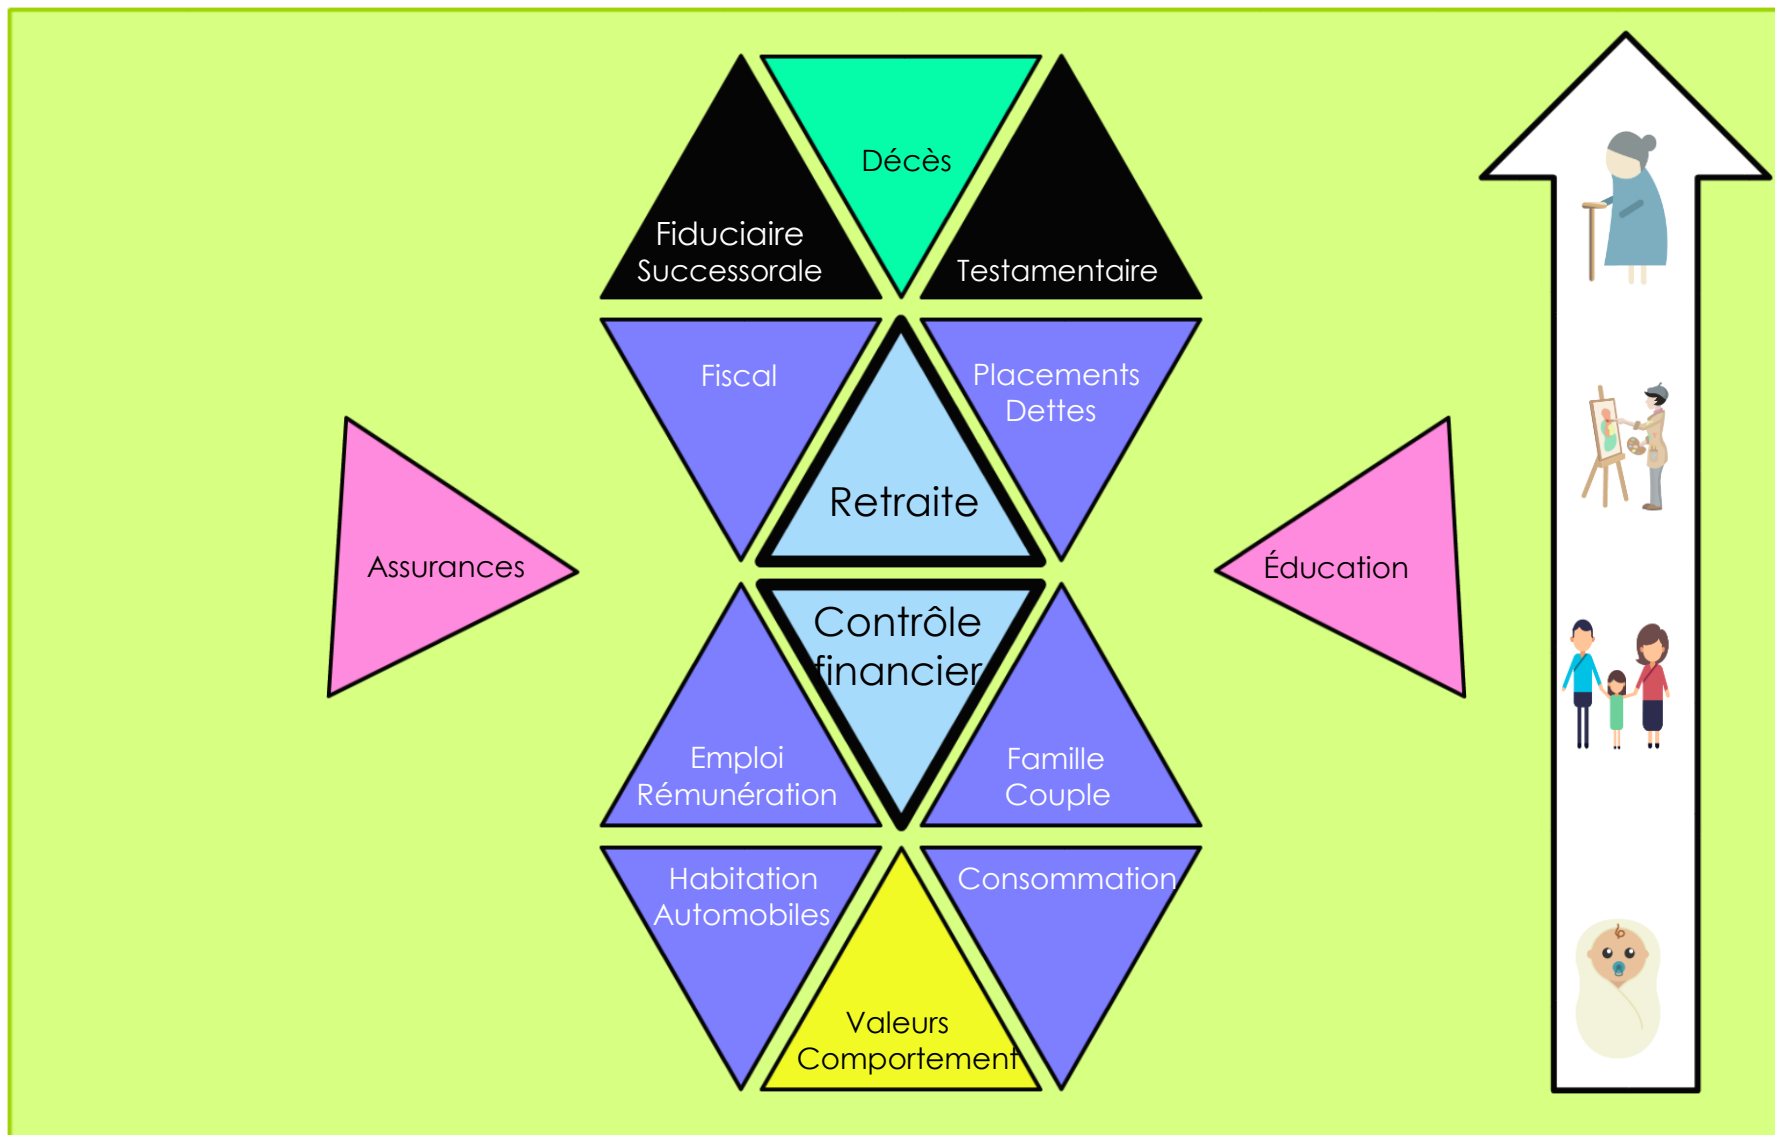 Décès
Fiduciaire
Successorale
Testamentaire
Fiscal
Placements
Dettes
Retraite
Assurances
Éducation
Contrôle
financier
Emploi
Rémunération
Famille
Couple
Habitation
Automobiles
Consommation
Valeurs
Comportement